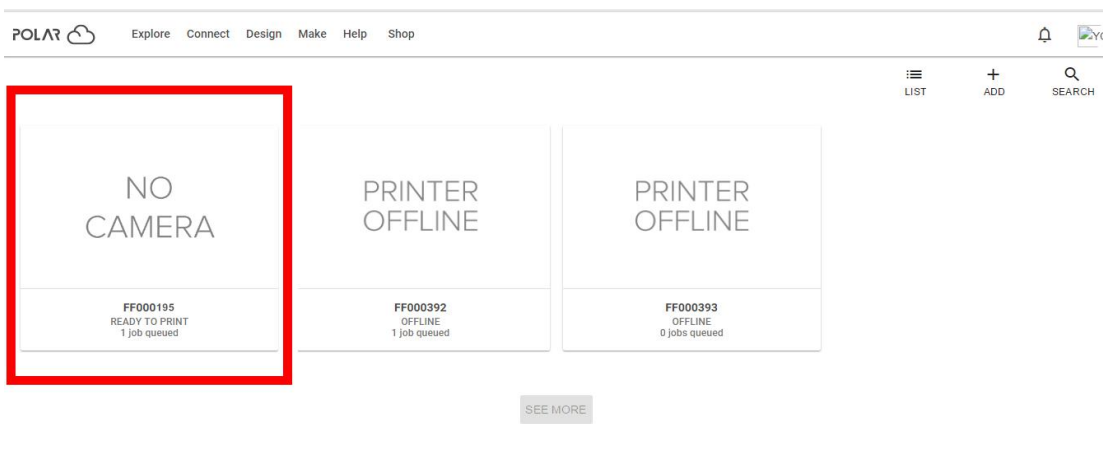 POLAR
Explore Connect Design Make Help Shop
LIST ADD SEARCH
NO
CAMERA
FF000195
READY TO PRINT
1 job queued
PRINTER
OFFLINE
FF000392
OFFLINE
1 job queued
PRINTER
OFFLINE
FF000393
OFFLINE
0 jobs queued
SEE MORE